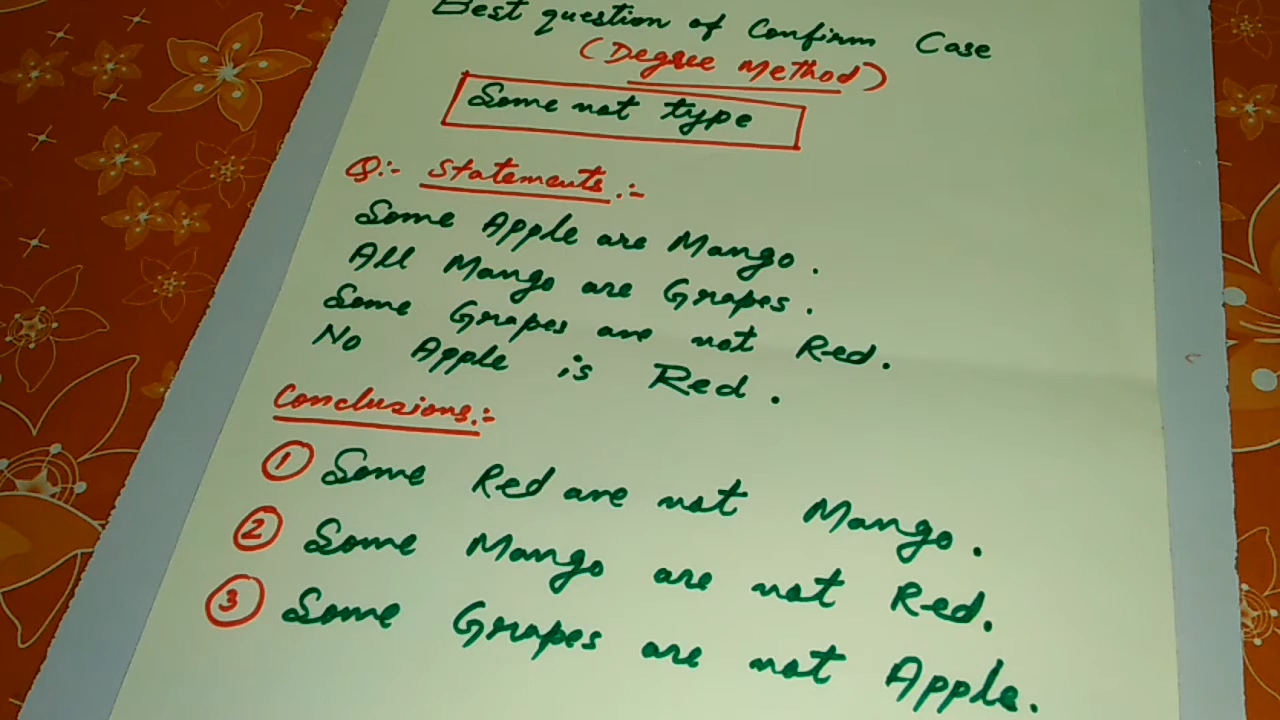 Best question of Confirm Case
(Degree Method)
Some not type
Q:- Statements:-
Some Apple are Mango.
All Mango are Grapes.
Some Grapes are not Red.
No Apple is Red.
Conclusions:-
① Some Red are not Mango.
② Some Mango are not Red.
③ Some Grapes are not Apple.